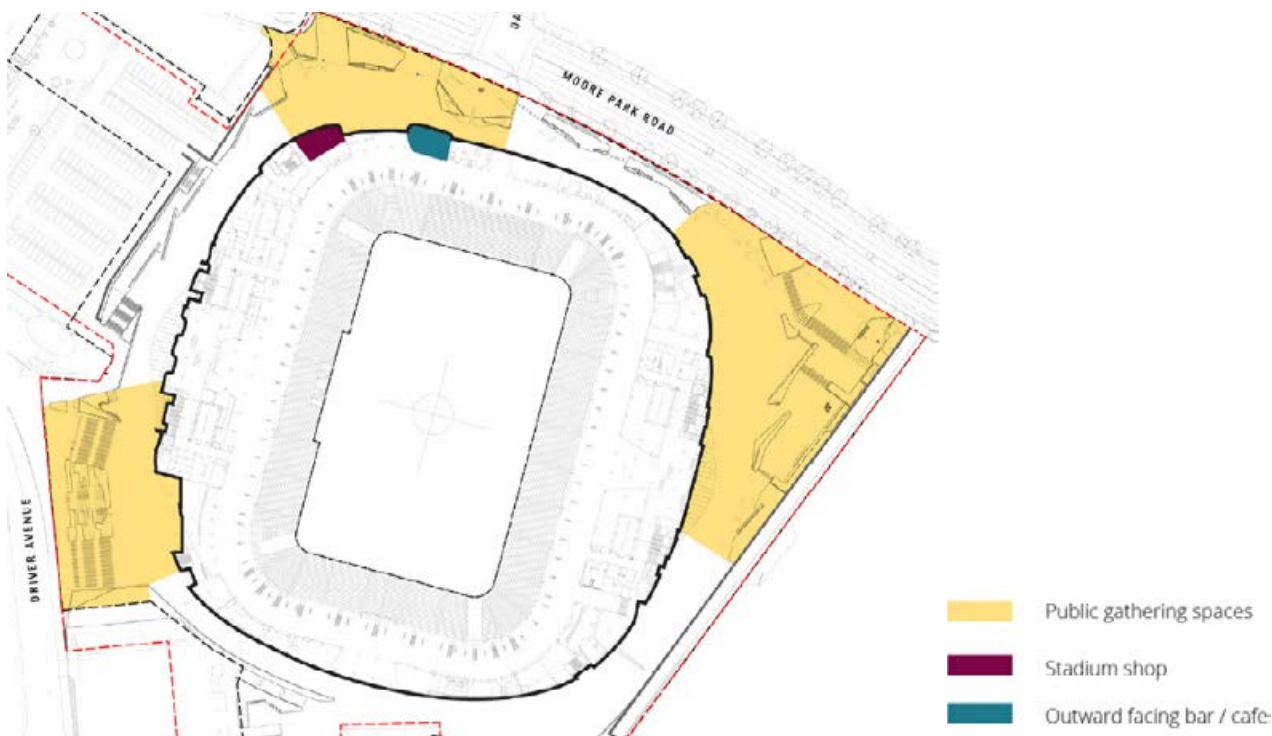 MOORE PARK ROAD
DRIVER AVENUE
Public gathering spaces
Stadium shop
Outward facing bar / cafe